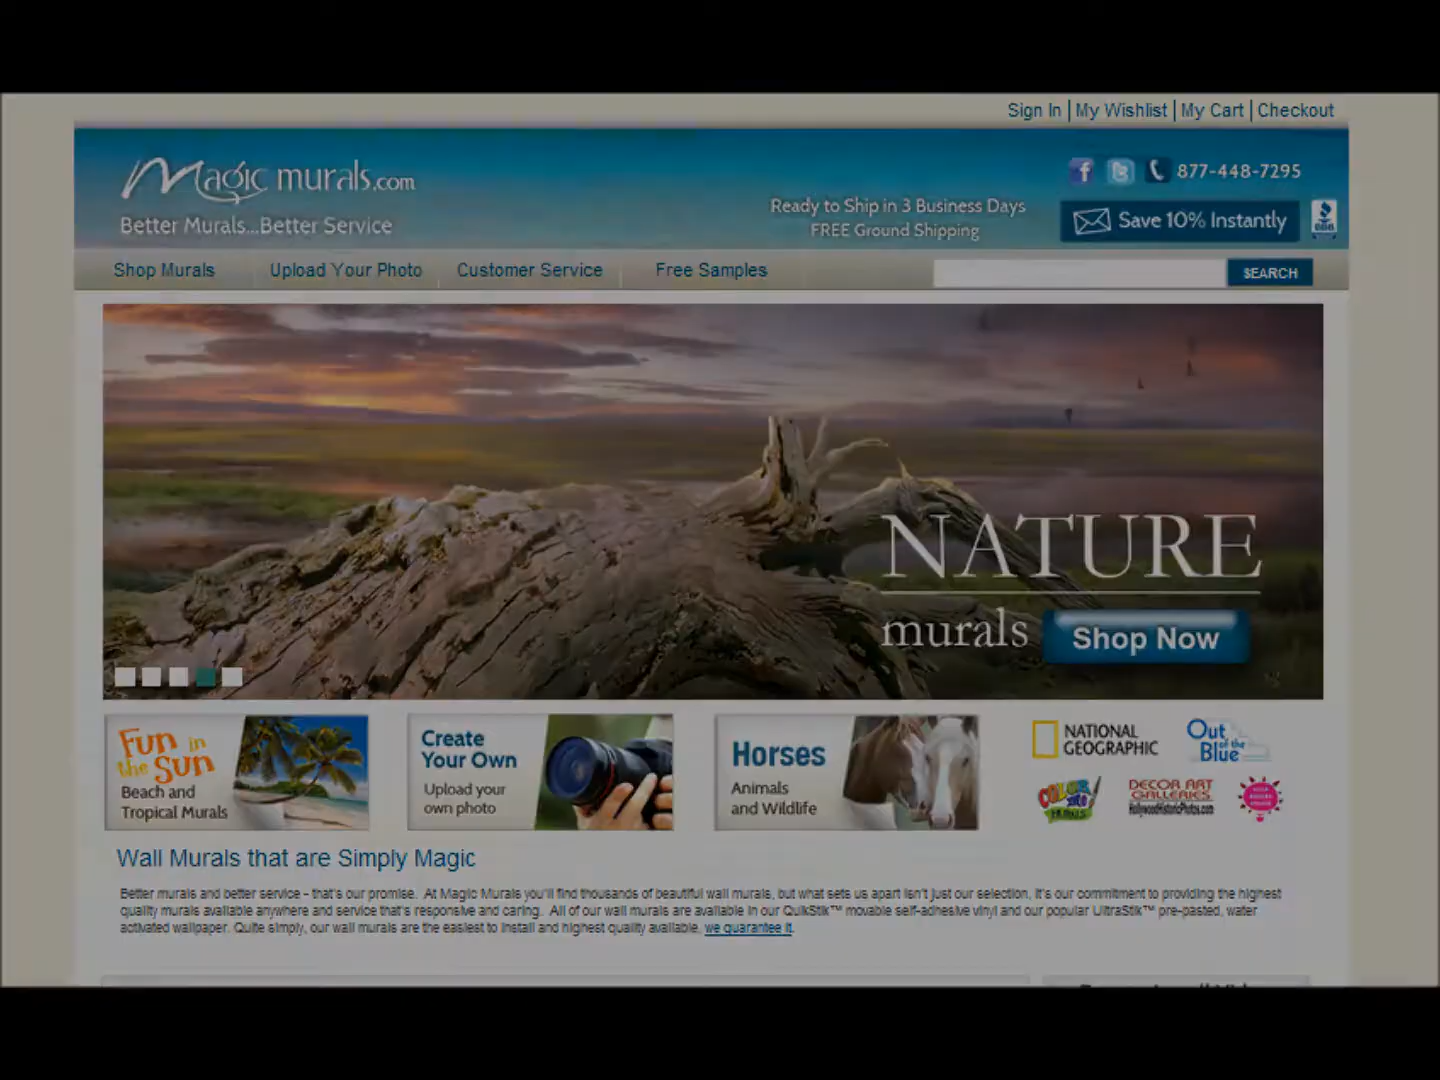 Sign In | My Wishlist | My Cart | Checkout
Magic murals.com
877-448-7295
Better Murals...Better Service
Ready to Ship in 3 Business Days
FREE Ground Shipping
Save 10% Instantly
BBB
Shop Murals
Upload Your Photo
Customer Service
Free Samples
SEARCH
NATURE
murals
Shop Now
Fun in
the Sun
Beach and
Tropical Murals
Create
Your Own
Upload your
own photo
Horses
Animals
and Wildlife
NATIONAL
GEOGRAPHIC
Out
of the
Blue
DECOR ART
GALLERIES
HollywoodHistoricPhotos.com
Wall Murals that are Simply Magic
Better murals and better service - that's our promise. At Magic Murals you'll find thousands of beautiful wall murals, but what sets us apart isn't just our selection, it's our commitment to providing the highest
quality murals available anywhere and service that's responsive and caring. All of our wall murals are available in our QuikStik™ movable self-adhesive vinyl and our popular UltraStik™ pre-pasted, water
activated wallpaper. Quite simply, our wall murals are the easiest to install and highest quality available, we guarantee it.